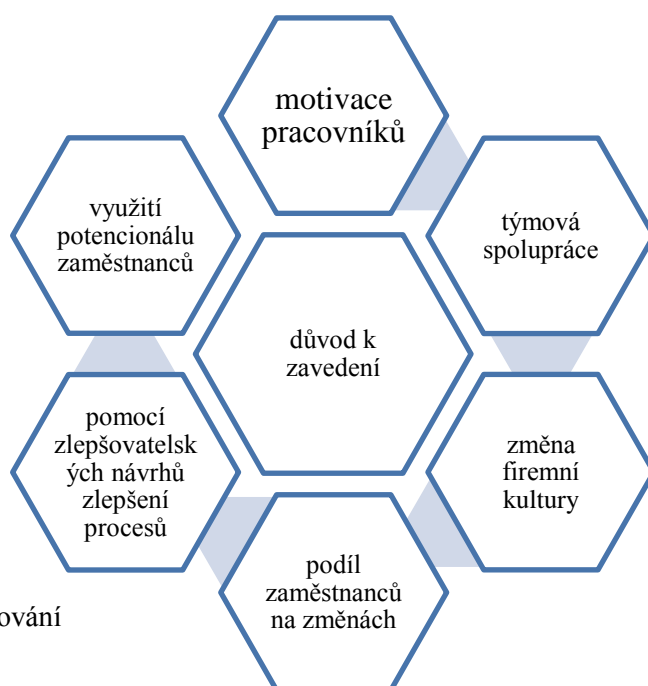 motivace
pracovníků
týmová
spolupráce
změna
firemní
kultury
podíl
zaměstnanců
na změnách
pomocí
zlepšovatelsk
ých návrhů
zlepšení
procesů
využití
potencionálu
zaměstnanců
důvod k
zavedení
ování